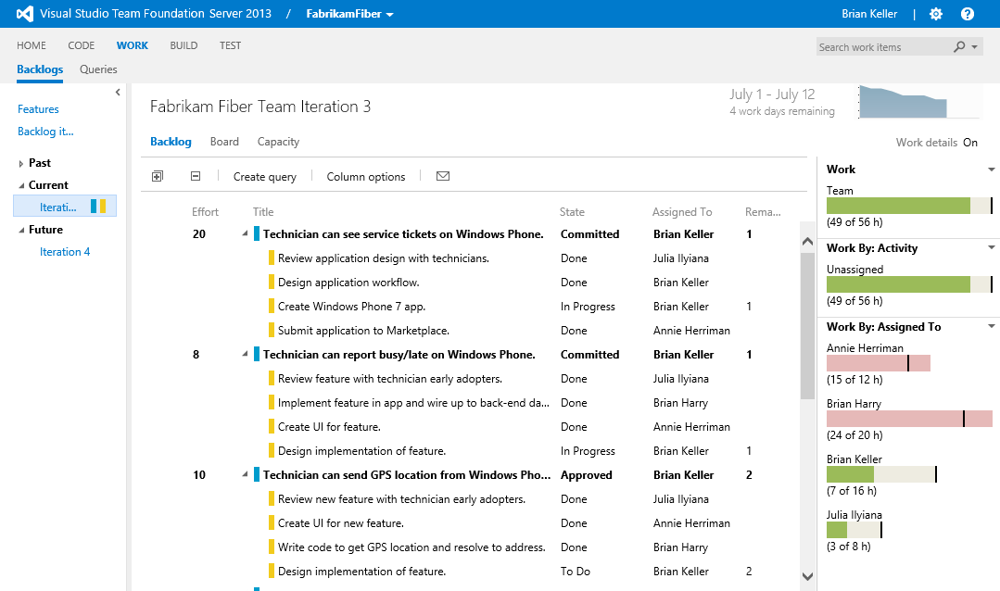 Visual Studio Team Foundation Server 2013 / FabrikamFiber Brian Keller | ?
HOME CODE WORK BUILD TEST
Search work items
Backlogs Queries
Features
Backlog it...
Past
Current
Iterati...
Future
Iteration 4
Fabrikam Fiber Team Iteration 3
July 1 - July 12
4 work days remaining
Backlog Board Capacity
Work details On
Create query Column options
Effort Title State Assigned To Rema...
20 Technician can see service tickets on Windows Phone. Committed Brian Keller 1
Review application design with technicians. Done Julia Ilyiana
Design application workflow. Done Brian Keller
Create Windows Phone 7 app. In Progress Brian Keller 1
Submit application to Marketplace. Done Annie Herriman
8 Technician can report busy/late on Windows Phone. Committed Brian Keller 1
Review feature with technician early adopters. Done Julia Ilyiana
Implement feature in app and wire up to back-end da... Done Brian Harry
Create UI for feature. Done Annie Herriman
Design implementation of feature. In Progress Brian Keller 1
10 Technician can send GPS location from Windows Pho... Approved Brian Keller 2
Review new feature with technician early adopters. Done Julia Ilyiana
Create UI for new feature. Done Annie Herriman
Write code to get GPS location and resolve to address. Done Brian Harry
Design implementation of feature. To Do Brian Keller 2
Work
Team
(49 of 56 h)
Work By: Activity
Unassigned
(49 of 56 h)
Work By: Assigned To
Annie Herriman
(15 of 12 h)
Brian Harry
(24 of 20 h)
Brian Keller
(7 of 16 h)
Julia Ilyiana
(3 of 8 h)